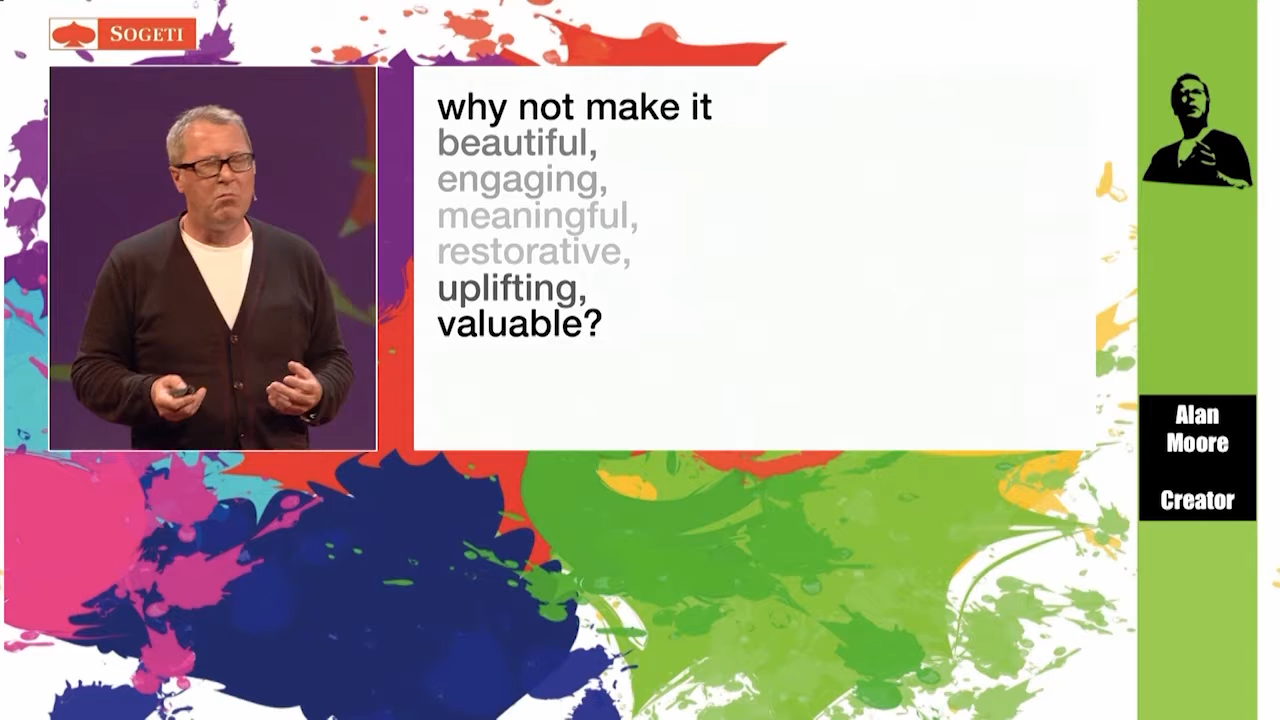 SOGETI
why not make it
beautiful,
engaging,
meaningful,
restorative,
uplifting,
valuable?
Alan
Moore
Creator